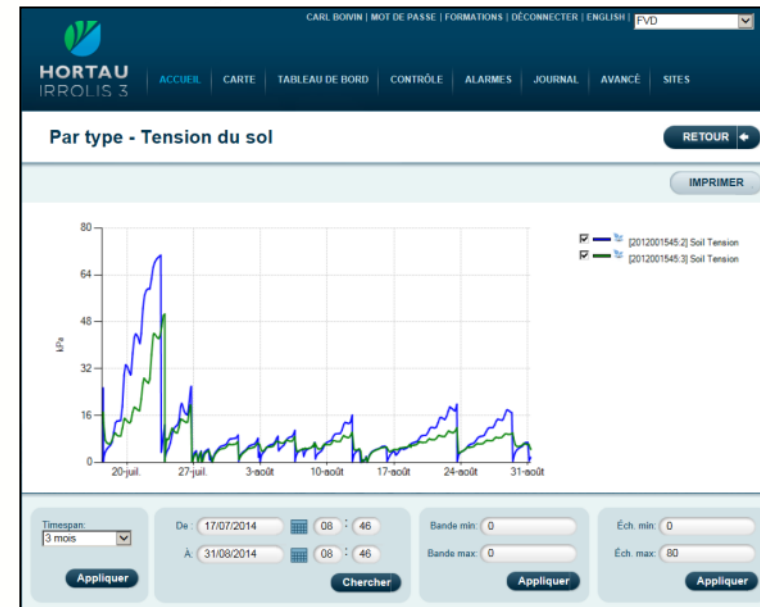 CARL BOIVIN | MOT DE PASSE | FORMATIONS | DÉCONNECTER | ENGLISH | FVD
HORTAU
IRROLIS 3
ACCUEIL CARTE TABLEAU DE BORD CONTRÔLE ALARMES JOURNAL AVANCÉ SITES
Par type - Tension du sol
RETOUR
IMPRIMER
80
64
48
32
16
0
kPa
[2012001545:2] Soil Tension
[2012001545:3] Soil Tension
20-juil. 27-juil. 3-août 10-août 17-août 24-août 31-août
Timespan:
3 mois
Appliquer
De : 17/07/2014 08 : 46
À: 31/08/2014 08 : 46
Chercher
Bande min: 0
Bande max: 0
Appliquer
Éch. min: 0
Éch. max: 80
Appliquer